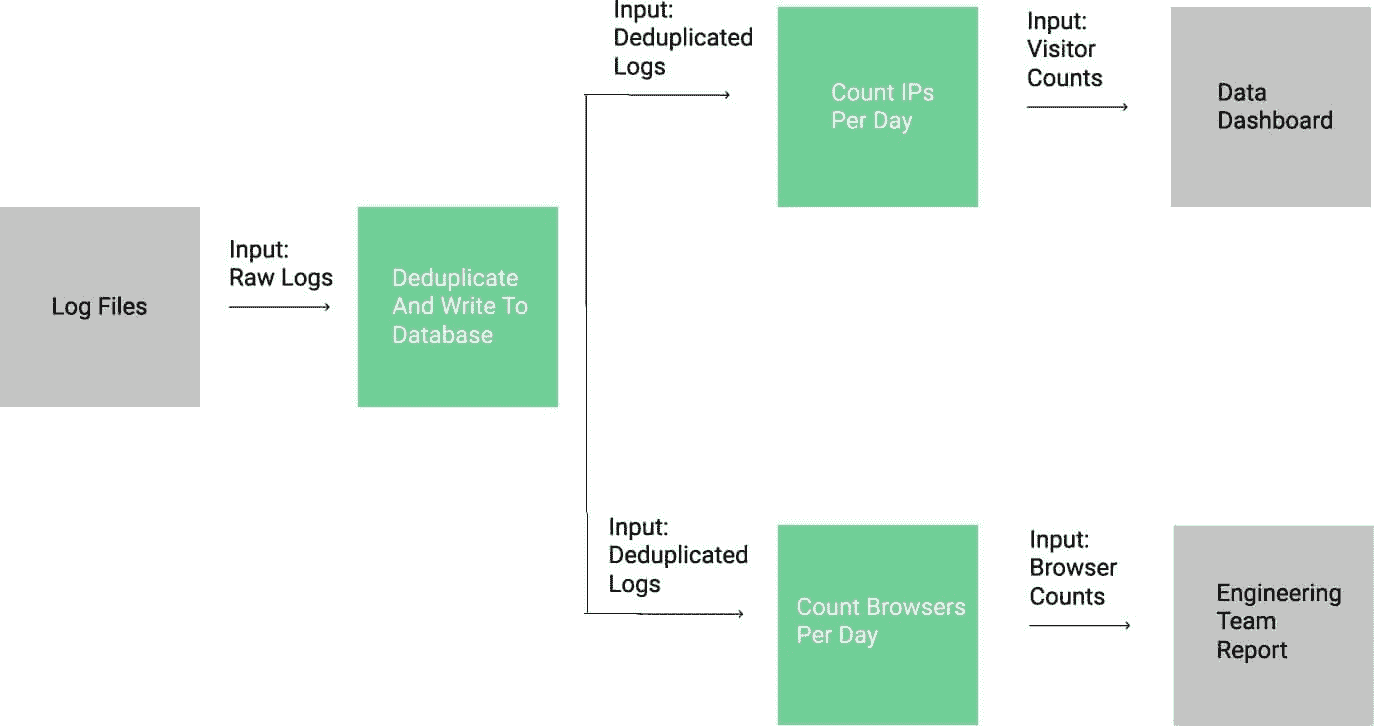 Input:
Deduplicated
Logs
Count IPs
Per Day
Input:
Visitor
Counts
Data
Dashboard
Log Files
Input:
Raw Logs
Deduplicate
And Write To
Database
Input:
Deduplicated
Logs
Count Browsers
Per Day
Input:
Browser
Counts
Engineering
Team
Report